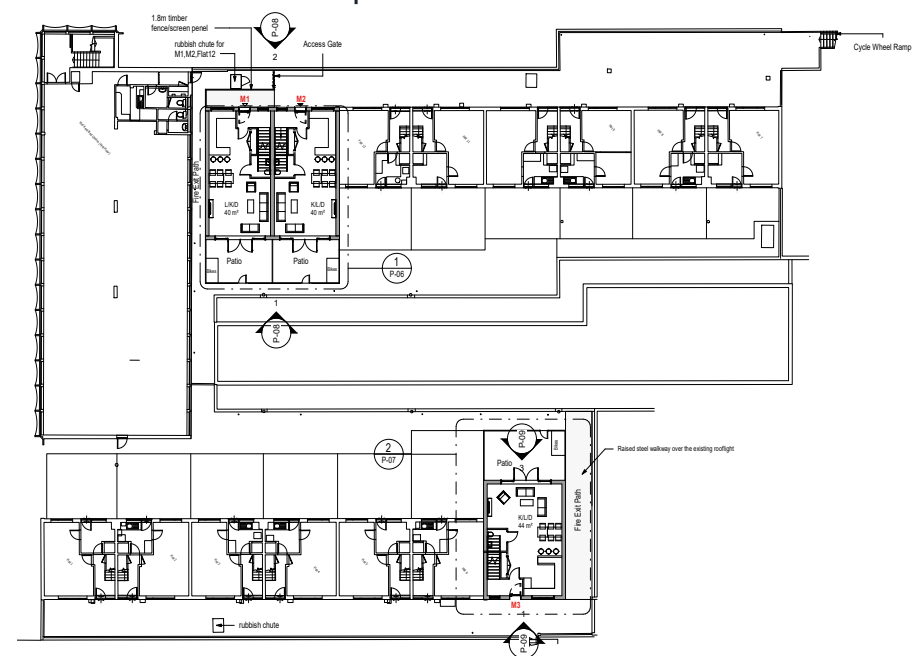 1.8m timber
fence/screen penel
P-08
2
rubbish chute for
M1,M2,Flat12
Access Gate
Cycle Wheel Ramp
M1
M2
Fire Exit Path
L/K/D
40 m²
K/L/D
40 m²
Patio
Patio
Bikes
Bikes
1
P-06
1
P-08
2
P-07
P-09
3
Bikes
Patio
Raised steel walkway over the existing rooflight
K/L/D
44 m²
Fire Exit Path
M3
1
P-09
rubbish chute